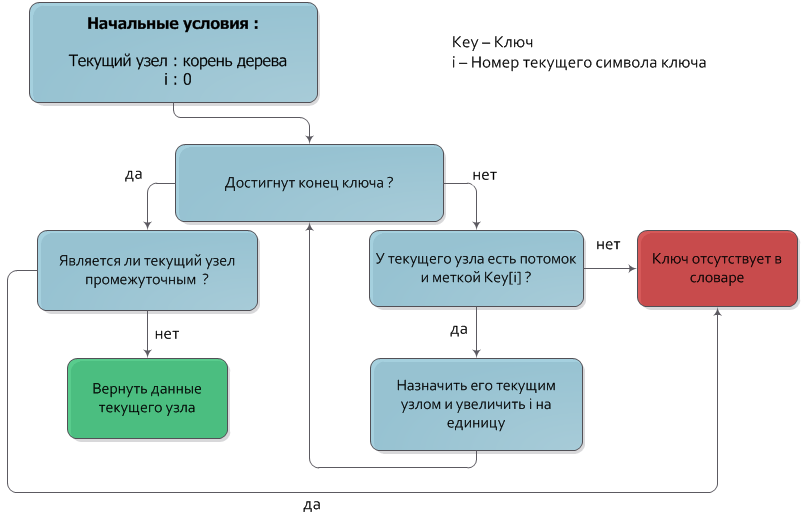 Начальные условия :
Текущий узел : корень дерева
i : 0
Key – Ключ
i – Номер текущего символа ключа
Достигнут конец ключа ?
да
нет
Является ли текущий узел
промежуточным ?
У текущего узла есть потомок
и меткой Key[i] ?
нет
Ключ отсутствует в
словаре
нет
да
Вернуть данные
текущего узла
Назначить его текущим
узлом и увеличить i на
единицу
да